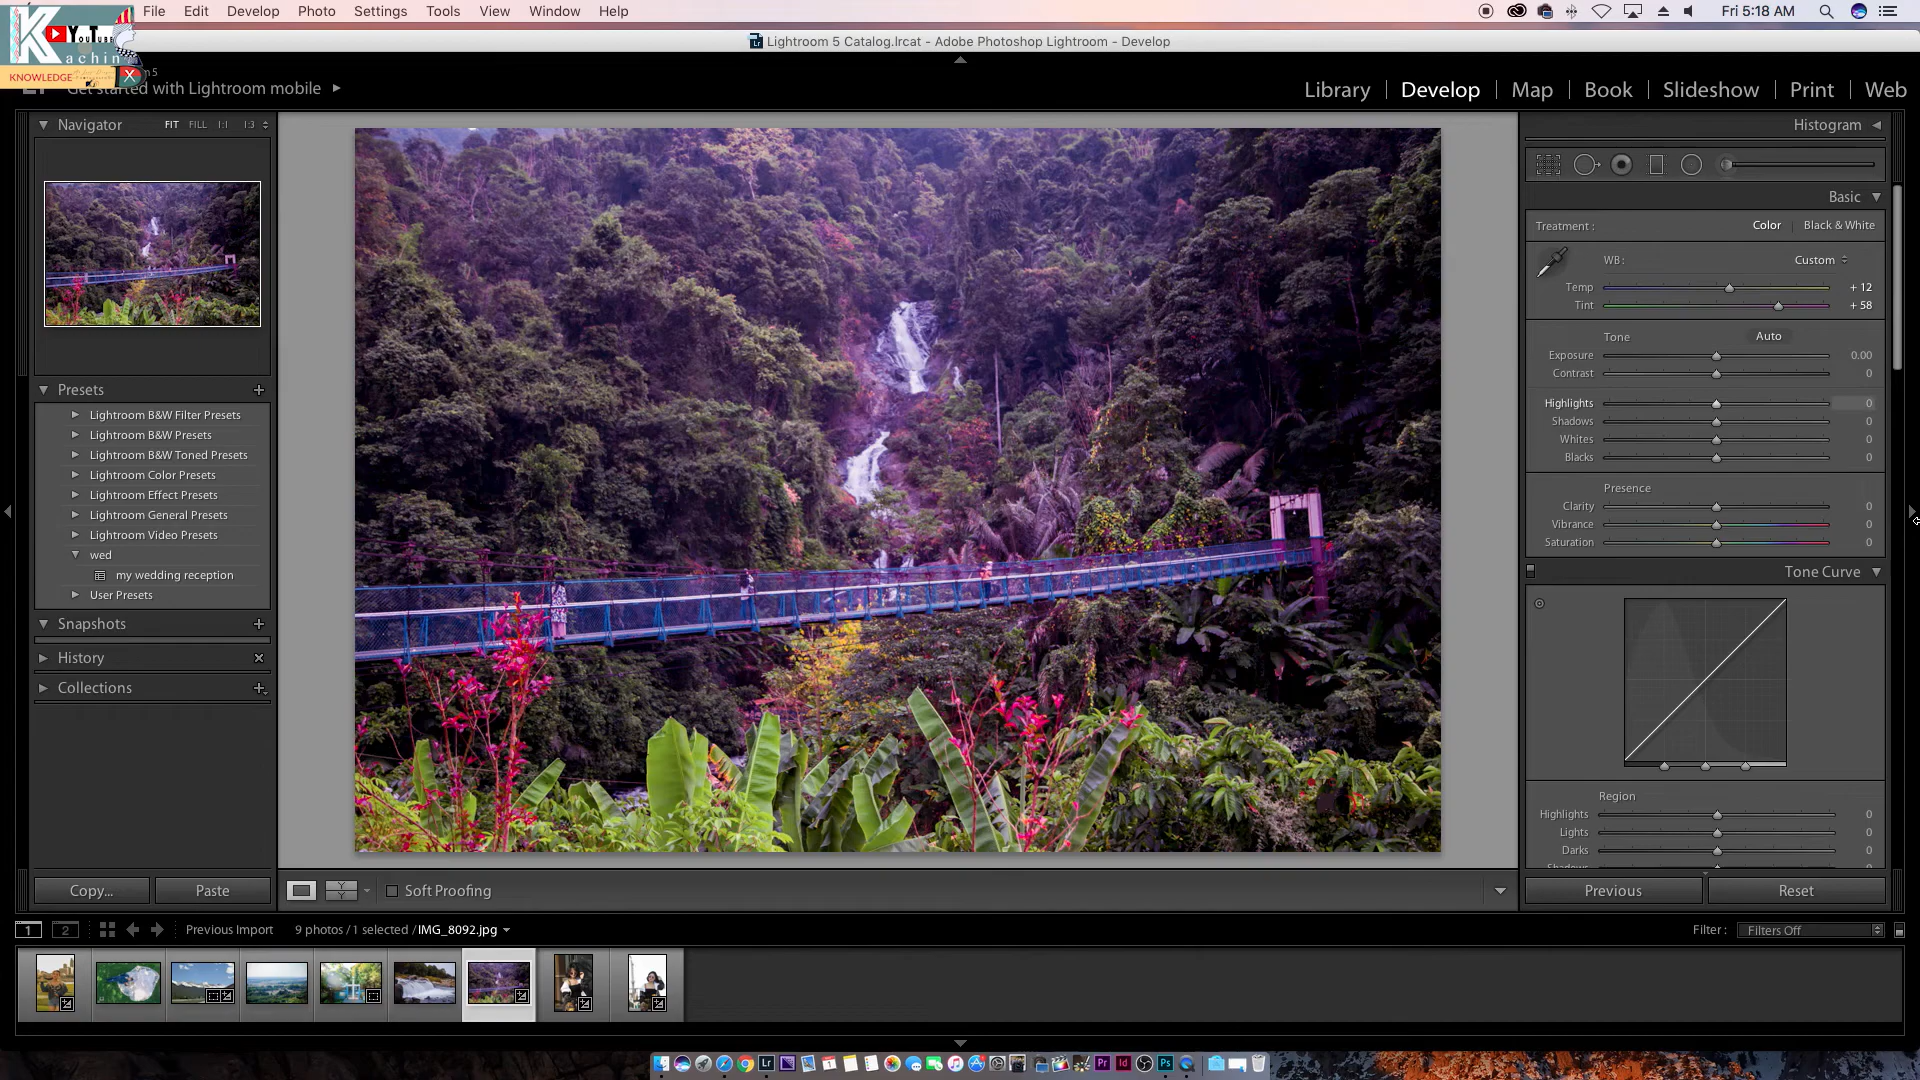 File Edit Develop Photo Settings Tools View Window Help
Fri 5:18 AM
YouTube
Kachin
KNOWLEDGE
X
Lightroom 5 Catalog.lrcat - Adobe Photoshop Lightroom - Develop
Get started with Lightroom mobile
Library | Develop | Map | Book | Slideshow | Print | Web
Navigator FIT FILL 1:1 1:3
Histogram
Basic
Treatment : Color | Black & White
WB : Custom
Temp + 12
Tint + 58
Tone Auto
Exposure 0.00
Contrast 0
Highlights 0
Shadows 0
Whites 0
Blacks 0
Presence
Clarity 0
Vibrance 0
Saturation 0
Tone Curve
Region
Highlights 0
Lights 0
Darks 0
Shadows
Previous Reset
Presets
Lightroom B&W Filter Presets
Lightroom B&W Presets
Lightroom B&W Toned Presets
Lightroom Color Presets
Lightroom Effect Presets
Lightroom General Presets
Lightroom Video Presets
wed
my wedding reception
User Presets
Snapshots
History
Collections
Copy... Paste
Soft Proofing
1 2 Previous Import 9 photos / 1 selected / IMG_8092.jpg
Filter : Filters Off
Lr Pr Id Ps